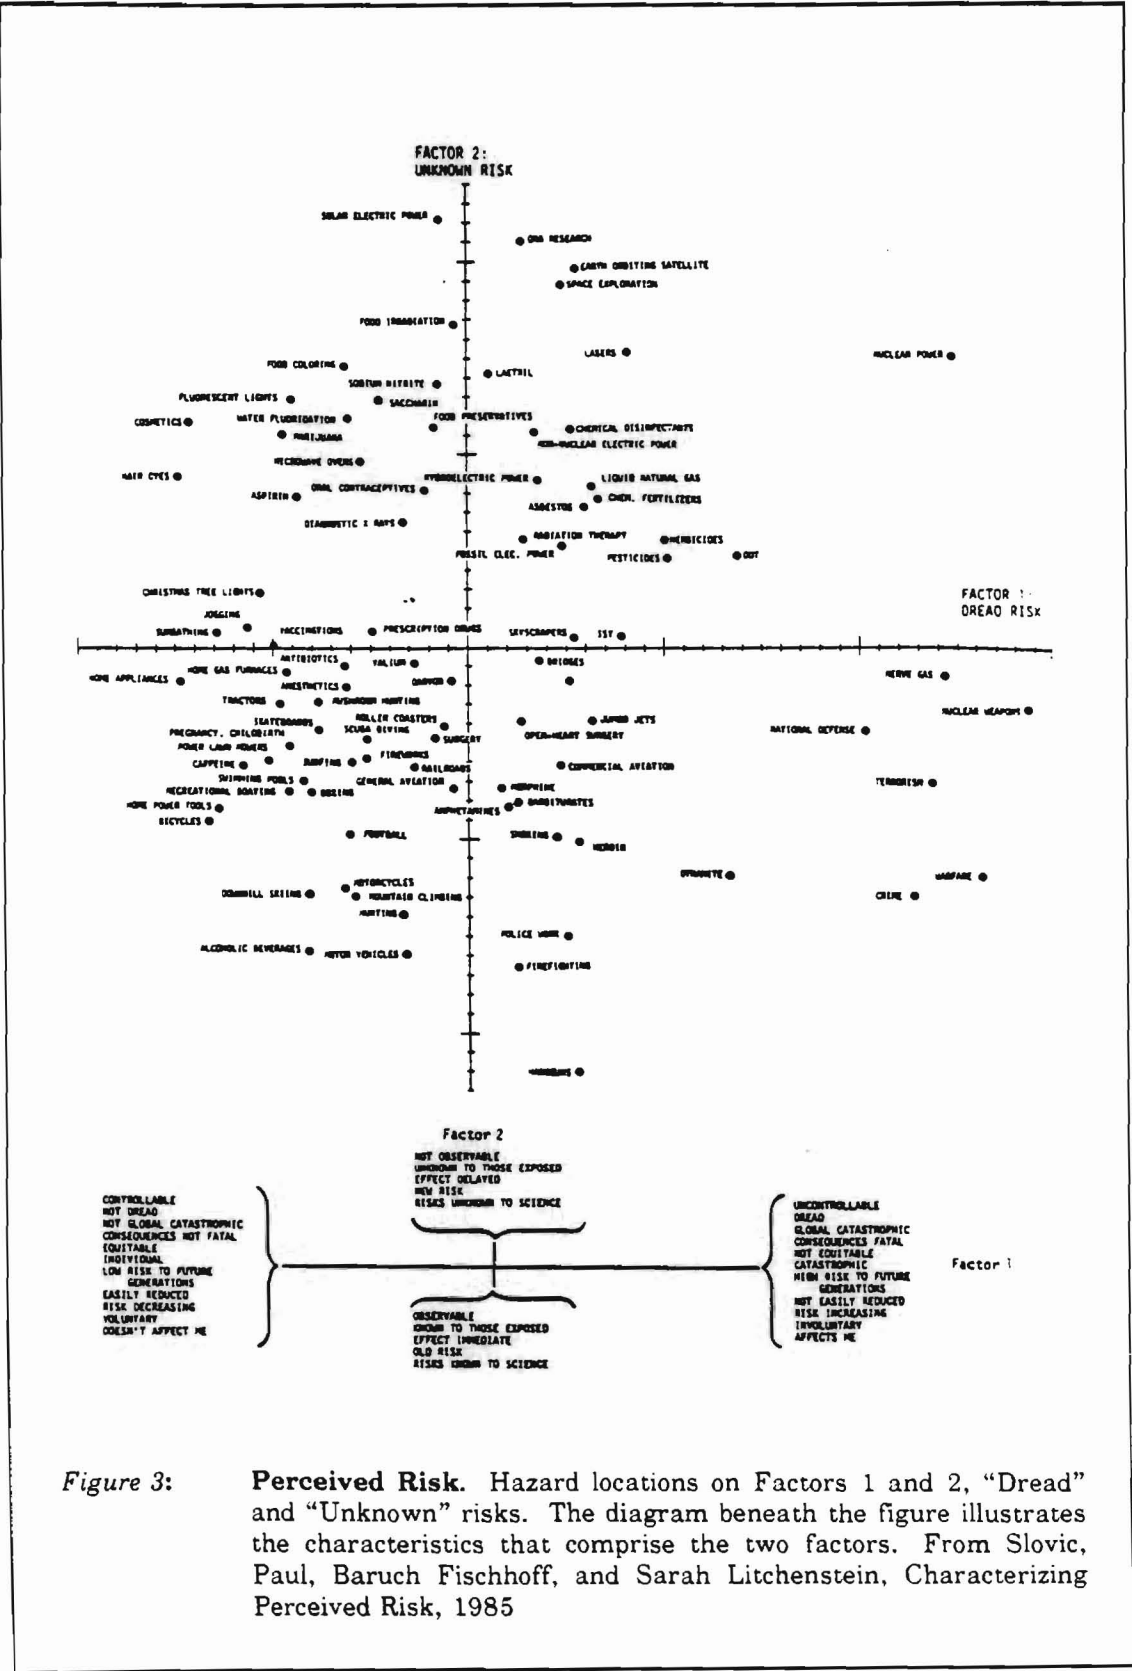 FACTOR 2:
UNKNOWN RISK
SOLAR ELECTRIC POWER
DNA RESEARCH
EARTH ORBITING SATELLITE
SPACE EXPLORATION
FOOD IRRADIATION
LASERS
NUCLEAR POWER
FOOD COLORING
LAETRIL
SODIUM NITRITE
FLUORESCENT LIGHTS
SACCHARIN
COSMETICS
WATER FLUORIDATION
FOOD PRESERVATIVES
CHEMICAL DISINFECTANTS
MARIJUANA
NON-NUCLEAR ELECTRIC POWER
MICROWAVE OVENS
HAIR DYES
HYDROELECTRIC POWER
LIQUID NATURAL GAS
ASPIRIN
ORAL CONTRACEPTIVES
CHEM. FERTILIZERS
ASBESTOS
DIAGNOSTIC X RAYS
RADIATION THERAPY
HERBICIDES
FOSSIL ELEC. POWER
PESTICIDES
DDT
CHRISTMAS TREE LIGHTS
FACTOR 1
DREAD RISK
JOGGING
SUNBATHING
VACCINATIONS
PRESCRIPTION DRUGS
SKYSCRAPERS
SST
ANTIBIOTICS
VALIUM
BRIDGES
HOME GAS FURNACES
HOME APPLIANCES
ANESTHETICS
DARVON
NERVE GAS
TRACTORS
MUSHROOM HUNTING
NUCLEAR WEAPONS
SKATEBOARDS
ROLLER COASTERS
JUMBO JETS
PREGNANCY, CHILDBIRTH
SCUBA DIVING
SURGERY
OPEN-HEART SURGERY
NATIONAL DEFENSE
POWER LAWN MOWERS
FIREWORKS
CAFFEINE
SURFING
RAILROADS
COMMERCIAL AVIATION
SWIMMING POOLS
GENERAL AVIATION
TERRORISM
RECREATIONAL BOATING
BOXING
MORPHINE
HOME POWER TOOLS
AMPHETAMINES
BARBITURATES
BICYCLES
FOOTBALL
SMOKING
HEROIN
DYNAMITE
WARFARE
MOTORCYCLES
DOWNHILL SKIING
MOUNTAIN CLIMBING
CRIME
HUNTING
POLICE WORK
ALCOHOLIC BEVERAGES
MOTOR VEHICLES
FIREFIGHTING
HANDGUNS
Factor 2
NOT OBSERVABLE
UNKNOWN TO THOSE EXPOSED
EFFECT DELAYED
NEW RISK
RISKS UNKNOWN TO SCIENCE
CONTROLLABLE
NOT DREAD
NOT GLOBAL CATASTROPHIC
CONSEQUENCES NOT FATAL
EQUITABLE
INDIVIDUAL
LOW RISK TO FUTURE
GENERATIONS
EASILY REDUCED
RISK DECREASING
VOLUNTARY
DOESN'T AFFECT ME
UNCONTROLLABLE
DREAD
GLOBAL CATASTROPHIC
CONSEQUENCES FATAL
NOT EQUITABLE
CATASTROPHIC
HIGH RISK TO FUTURE
GENERATIONS
NOT EASILY REDUCED
RISK INCREASING
INVOLUNTARY
AFFECTS ME
Factor 1
OBSERVABLE
KNOWN TO THOSE EXPOSED
EFFECT IMMEDIATE
OLD RISK
RISKS KNOWN TO SCIENCE
Figure 3: Perceived Risk. Hazard locations on Factors 1 and 2, “Dread”
and “Unknown” risks. The diagram beneath the figure illustrates
the characteristics that comprise the two factors. From Slovic,
Paul, Baruch Fischhoff, and Sarah Litchenstein, Characterizing
Perceived Risk, 1985